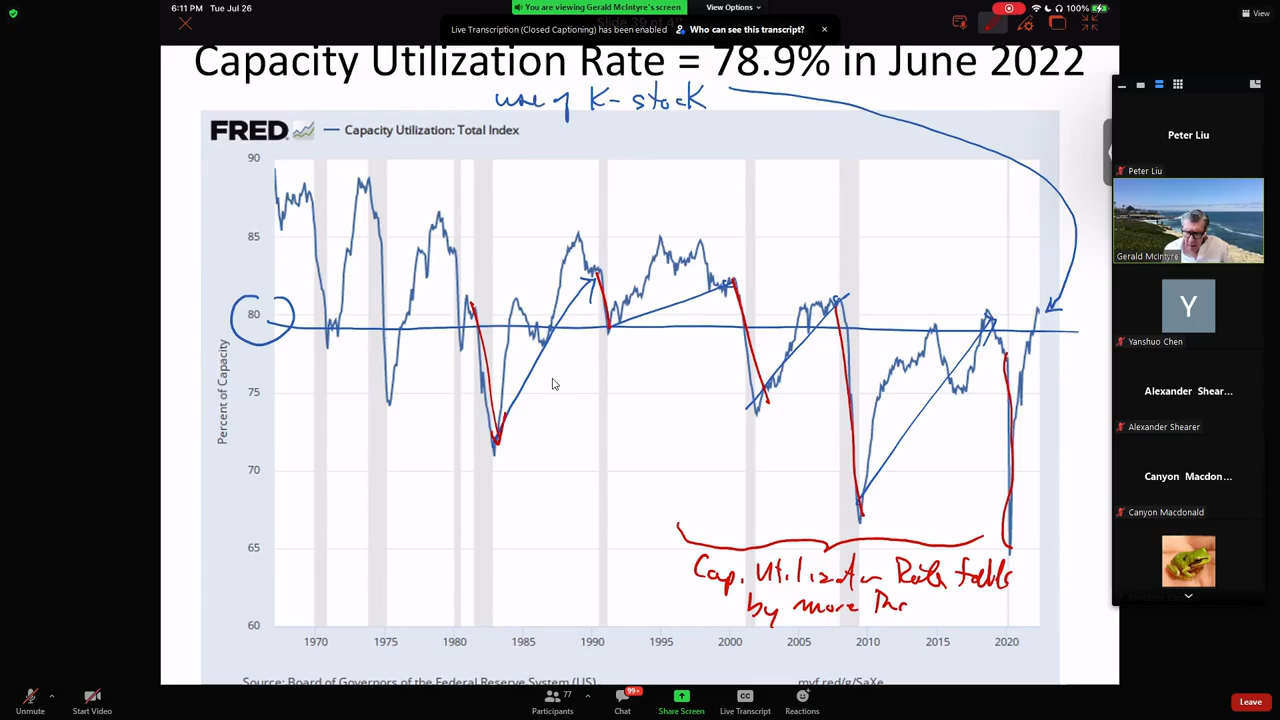 6:11 PM Tue Jul 26
You are viewing Gerald McIntyre's screen
View Options
100%
View
Live Transcription (Closed Captioning) has been enabled
Who can see this transcript?
Capacity Utilization Rate = 78.9% in June 2022
use of K-stock
FRED
Capacity Utilization: Total Index
90
85
80
75
70
65
60
Percent of Capacity
1970
1975
1980
1985
1990
1995
2000
2005
2010
2015
2020
Cap. Utilization Rate falls
by more
Source: Board of Governors of the Federal Reserve System (US)
myf.red/g/SaXe
Peter Liu
Peter Liu
Gerald McIntyre
Y
Yanshuo Chen
Alexander Shear...
Alexander Shearer
Canyon Macdon...
Canyon Macdonald
Unmute
Start Video
77
Participants
99+
Chat
Share Screen
CC
Live Transcript
Reactions
Leave